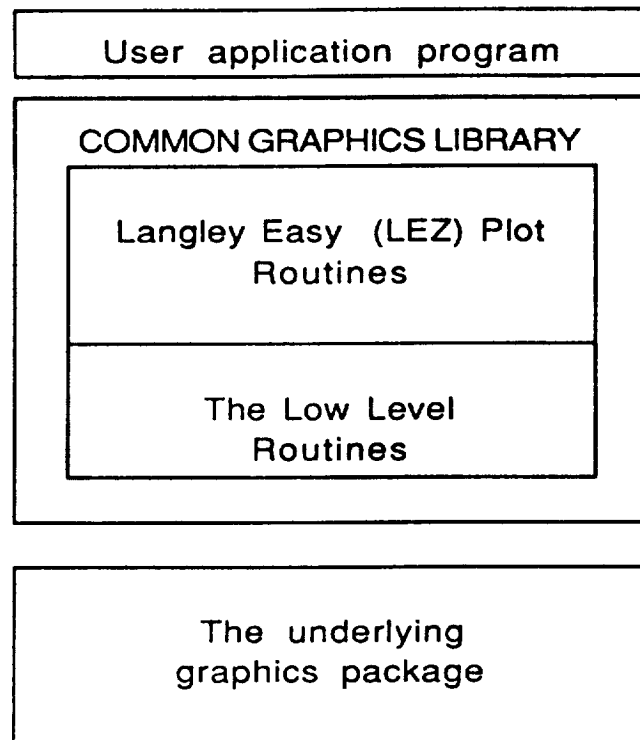 User application program
COMMON GRAPHICS LIBRARY
Langley Easy (LEZ) Plot
Routines
The Low Level
Routines
The underlying
graphics package